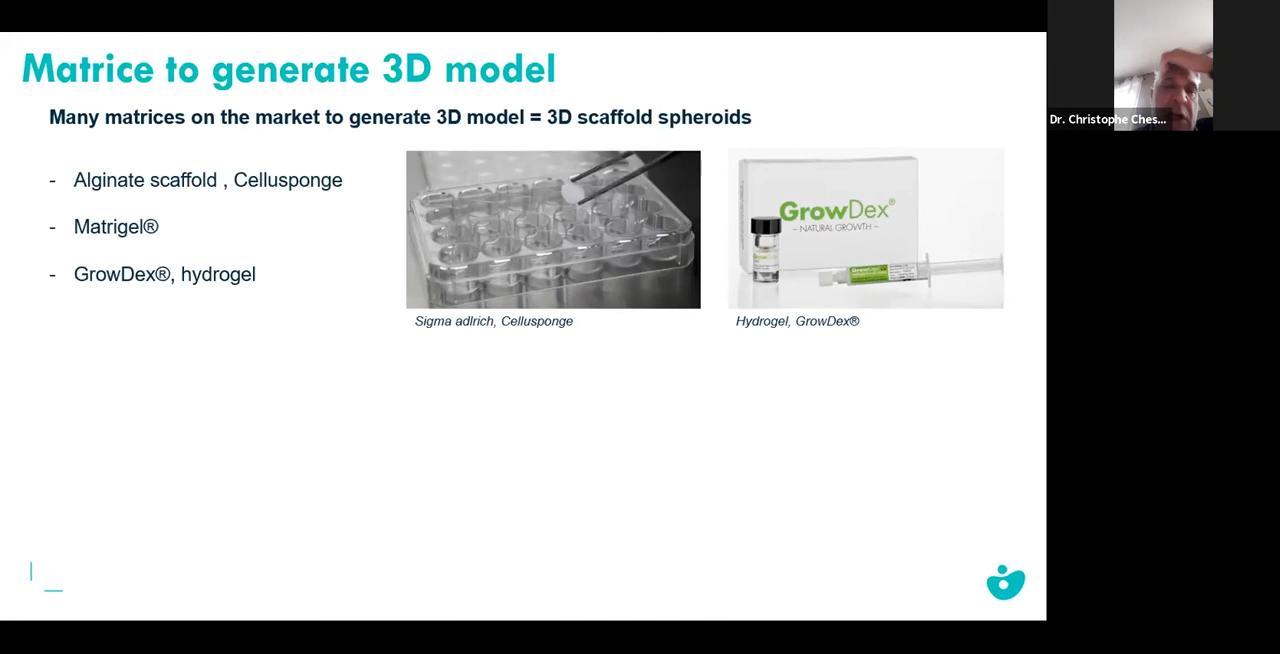 Matrice to generate 3D model
Many matrices on the market to generate 3D model = 3D scaffold spheroids
- Alginate scaffold , Cellusponge
- Matrigel®
- GrowDex®, hydrogel
GrowDex®
– NATURAL GROWTH –
Sigma adlrich, Cellusponge
Hydrogel, GrowDex®
Dr. Christophe Ches...